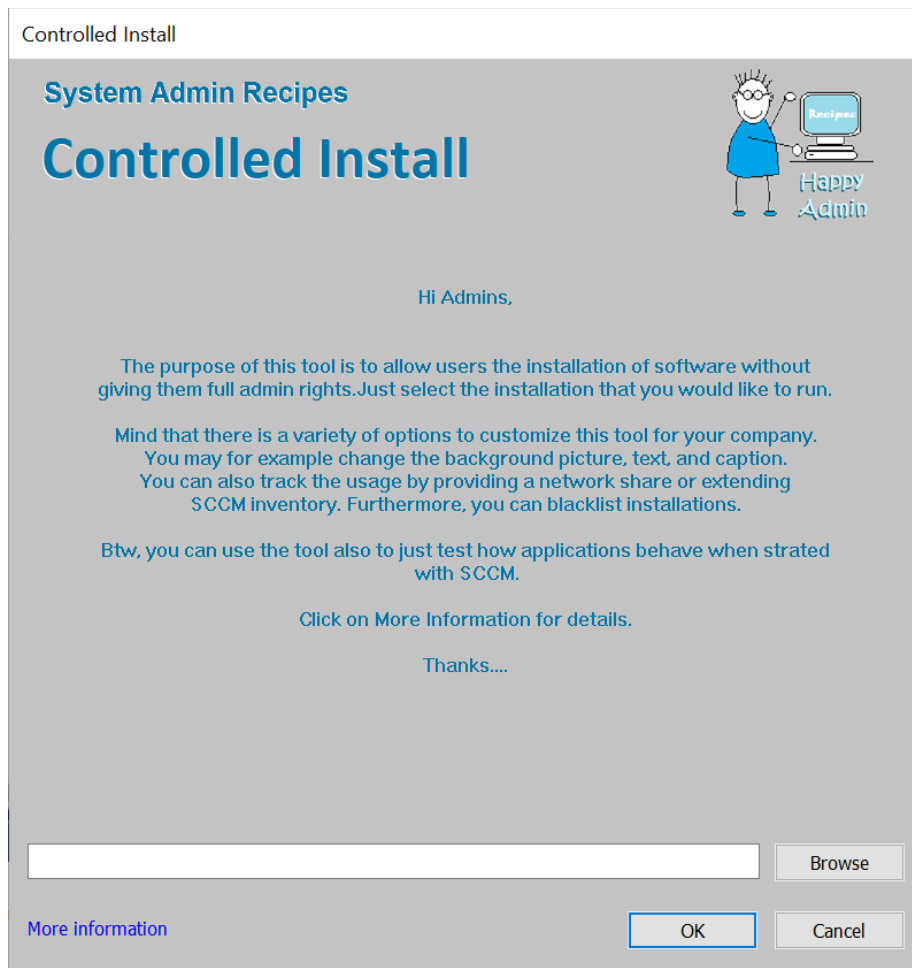 Controlled Install
System Admin Recipes
Controlled Install
Recipes
Happy
Admin
Hi Admins,
The purpose of this tool is to allow users the installation of software without
giving them full admin rights.Just select the installation that you would like to run.
Mind that there is a variety of options to customize this tool for your company.
You may for example change the background picture, text, and caption.
You can also track the usage by providing a network share or extending
SCCM inventory. Furthermore, you can blacklist installations.
Btw, you can use the tool also to just test how applications behave when strated
with SCCM.
Click on More Information for details.
Thanks....
Browse
More information
OK
Cancel